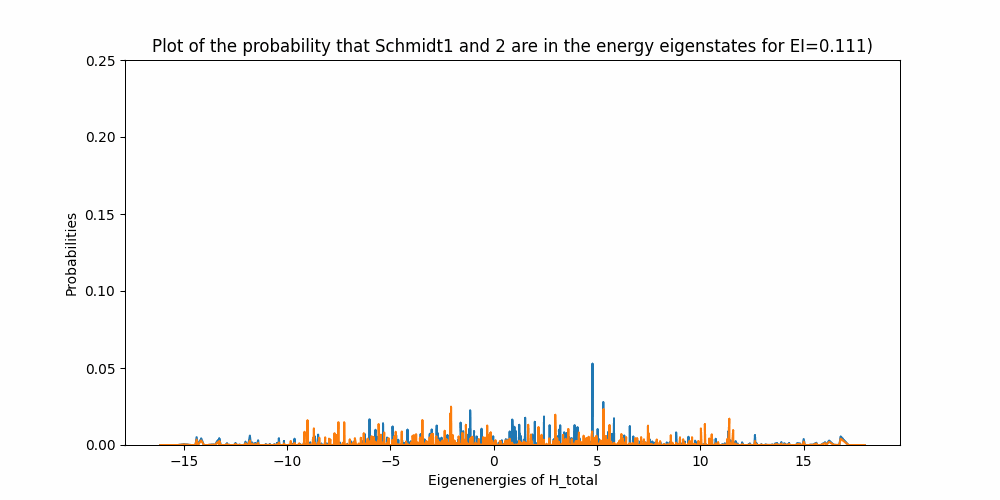 Plot of the probability that Schmidt1 and 2 are in the energy eigenstates for EI=0.111)
0.25
0.20
0.15
0.10
0.05
0.00
Probabilities
−15 −10 −5 0 5 10 15
Eigenenergies of H_total